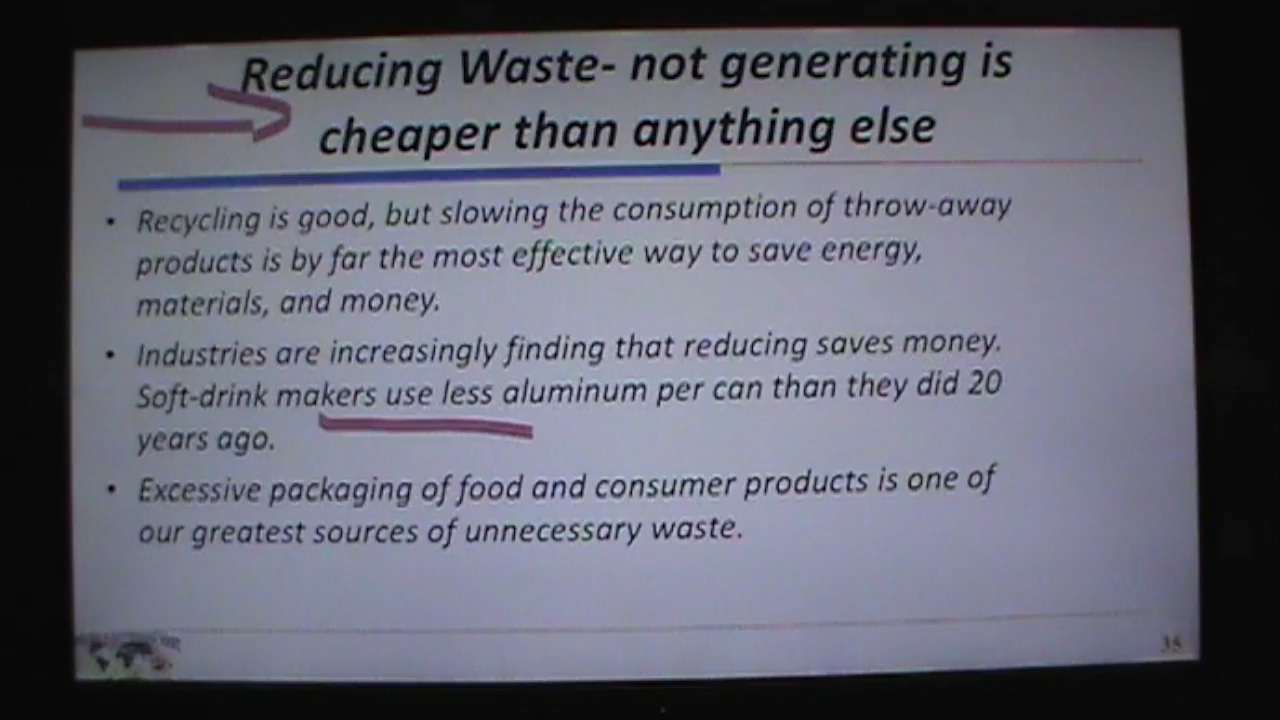 Reducing Waste- not generating is
cheaper than anything else
• Recycling is good, but slowing the consumption of throw-away
products is by far the most effective way to save energy,
materials, and money.
• Industries are increasingly finding that reducing saves money.
Soft-drink makers use less aluminum per can than they did 20
years ago.
• Excessive packaging of food and consumer products is one of
our greatest sources of unnecessary waste.